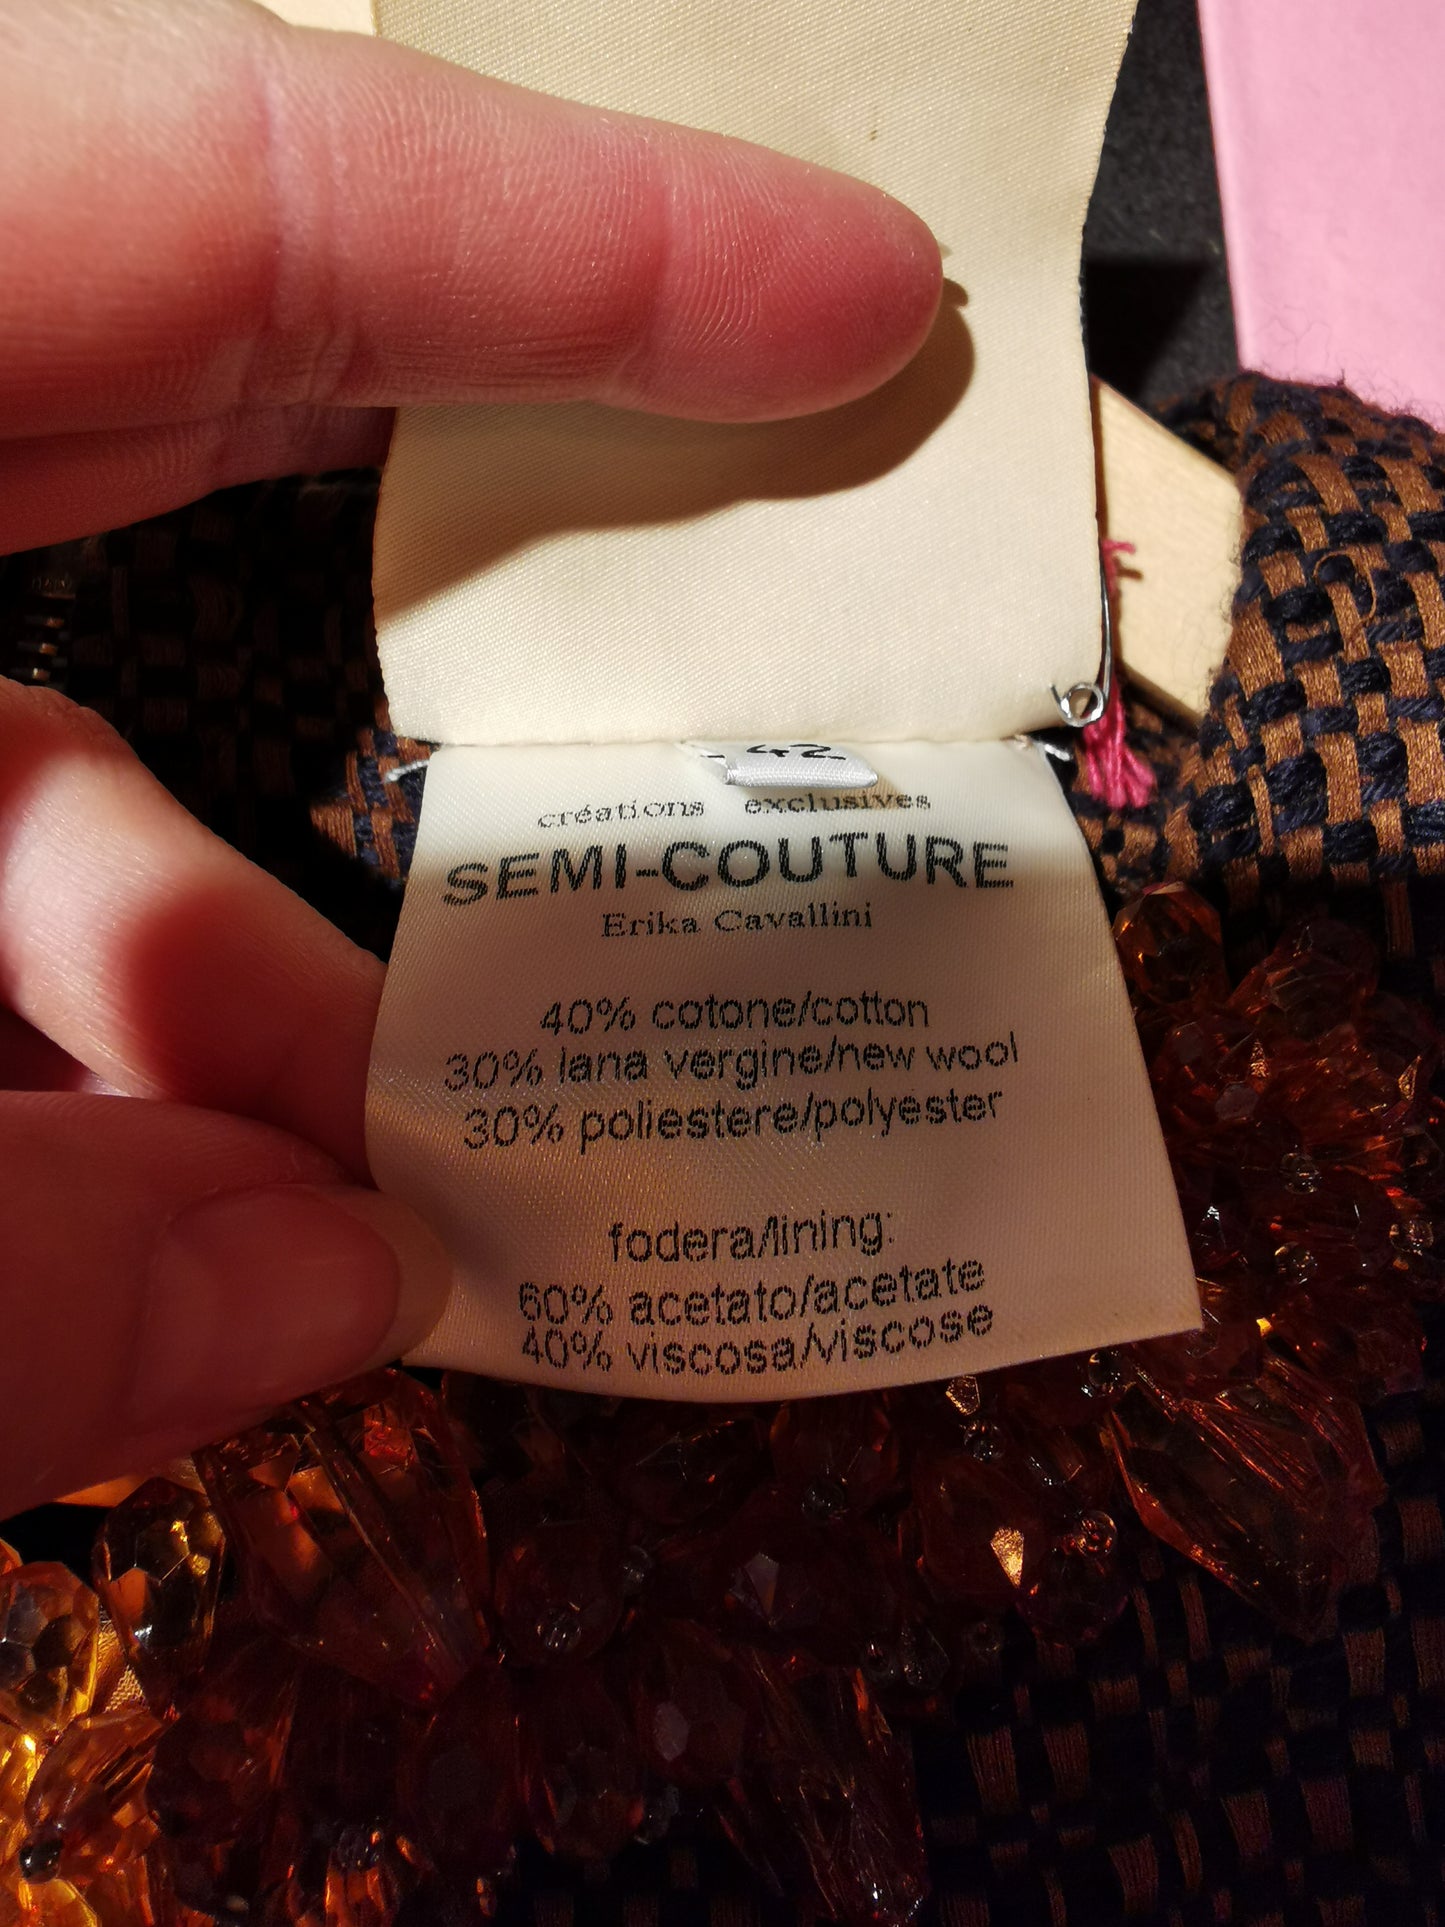 42
créations exclusives
SEMI-COUTURE
Erika Cavallini
40% cotone/cotton
30% lana vergine/new wool
30% poliestere/polyester
fodera/lining:
60% acetato/acetate
40% viscosa/viscose